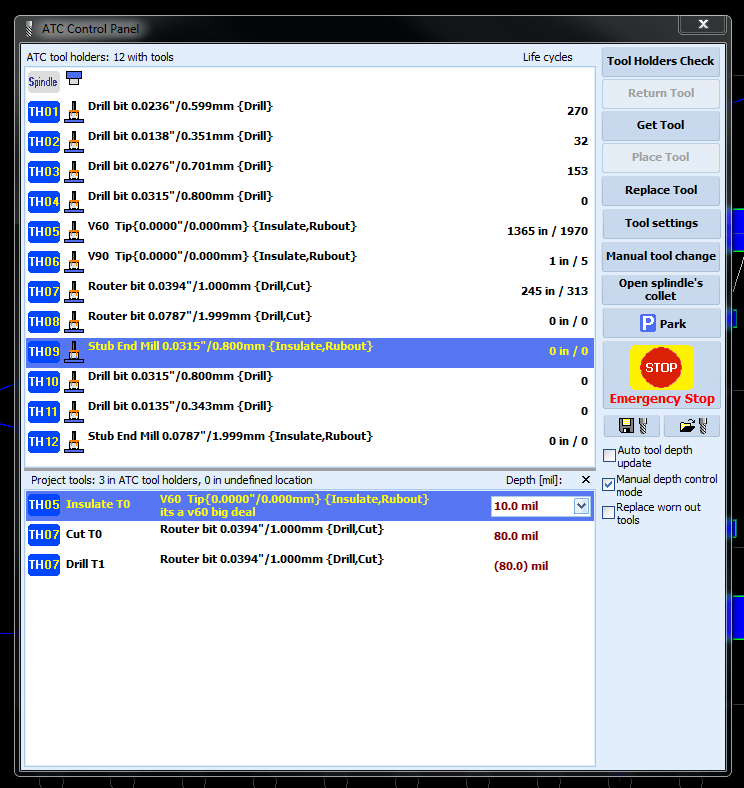 ATC Control Panel
x
ATC tool holders: 12 with tools Life cycles
Spindle
TH01 Drill bit 0.0236"/0.599mm {Drill} 270
TH02 Drill bit 0.0138"/0.351mm {Drill} 32
TH03 Drill bit 0.0276"/0.701mm {Drill} 153
TH04 Drill bit 0.0315"/0.800mm {Drill} 0
TH05 V60 Tip{0.0000"/0.000mm} {Insulate,Rubout} 1365 in / 1970
TH06 V90 Tip{0.0000"/0.000mm} {Insulate,Rubout} 1 in / 5
TH07 Router bit 0.0394"/1.000mm {Drill,Cut} 245 in / 313
TH08 Router bit 0.0787"/1.999mm {Drill,Cut} 0 in / 0
TH09 Stub End Mill 0.0315"/0.800mm {Insulate,Rubout} 0 in / 0
TH10 Drill bit 0.0315"/0.800mm {Drill} 0
TH11 Drill bit 0.0135"/0.343mm {Drill} 0
TH12 Stub End Mill 0.0787"/1.999mm {Insulate,Rubout} 0 in / 0
Project tools: 3 in ATC tool holders, 0 in undefined location Depth [mil]: x
TH05 Insulate T0 V60 Tip{0.0000"/0.000mm} {Insulate,Rubout} 10.0 mil
its a v60 big deal
TH07 Cut T0 Router bit 0.0394"/1.000mm {Drill,Cut} 80.0 mil
TH07 Drill T1 Router bit 0.0394"/1.000mm {Drill,Cut} (80.0) mil
Tool Holders Check
Return Tool
Get Tool
Place Tool
Replace Tool
Tool settings
Manual tool change
Open splindle's
collet
P Park
STOP
Emergency Stop
Auto tool depth
update
Manual depth control
mode
Replace worn out
tools